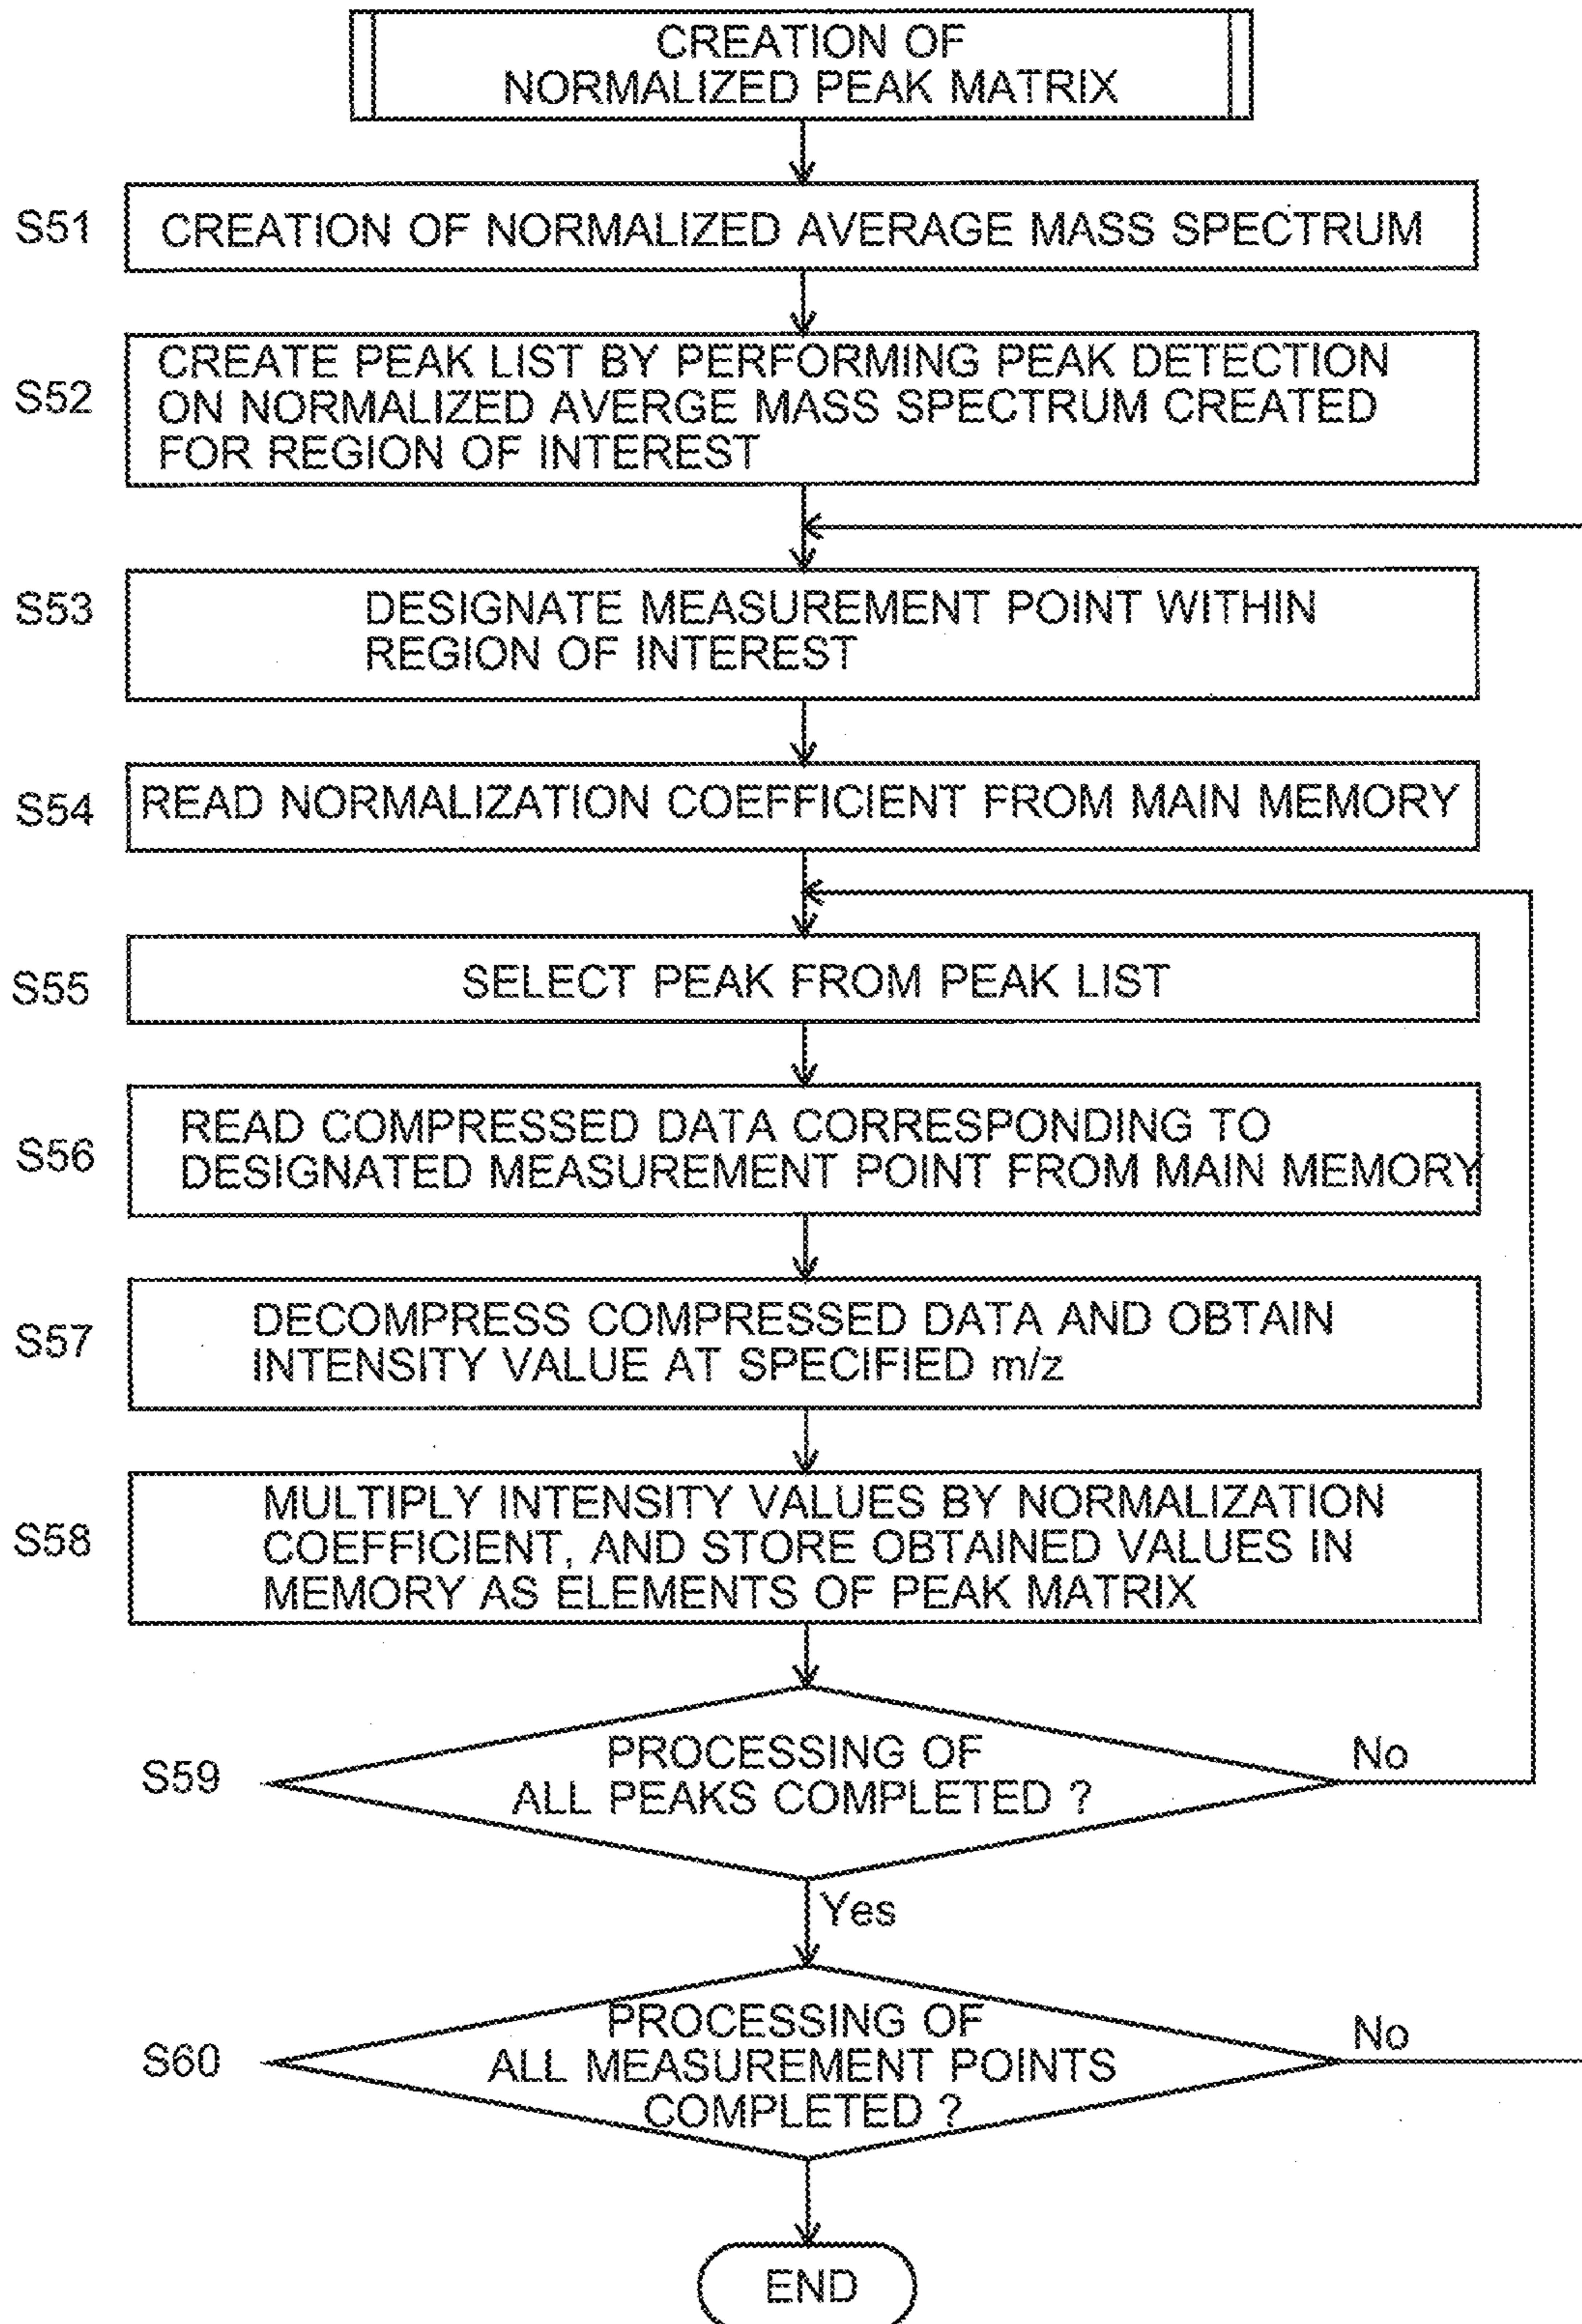 CREATION OF
NORMALIZED PEAK MATRIX
S51
CREATION OF NORMALIZED AVERAGE MASS SPECTRUM
S52
CREATE PEAK LIST BY PERFORMING PEAK DETECTION
ON NORMALIZED AVERGE MASS SPECTRUM CREATED
FOR REGION OF INTEREST
S53
DESIGNATE MEASUREMENT POINT WITHIN
REGION OF INTEREST
S54
READ NORMALIZATION COEFFICIENT FROM MAIN MEMORY
S55
SELECT PEAK FROM PEAK LIST
S56
READ COMPRESSED DATA CORRESPONDING TO
DESIGNATED MEASUREMENT POINT FROM MAIN MEMORY
S57
DECOMPRESS COMPRESSED DATA AND OBTAIN
INTENSITY VALUE AT SPECIFIED m/z
S58
MULTIPLY INTENSITY VALUES BY NORMALIZATION
COEFFICIENT, AND STORE OBTAINED VALUES IN
MEMORY AS ELEMENTS OF PEAK MATRIX
S59
PROCESSING OF
ALL PEAKS COMPLETED ?
No
Yes
S60
PROCESSING OF
ALL MEASUREMENT POINTS
COMPLETED ?
No
END